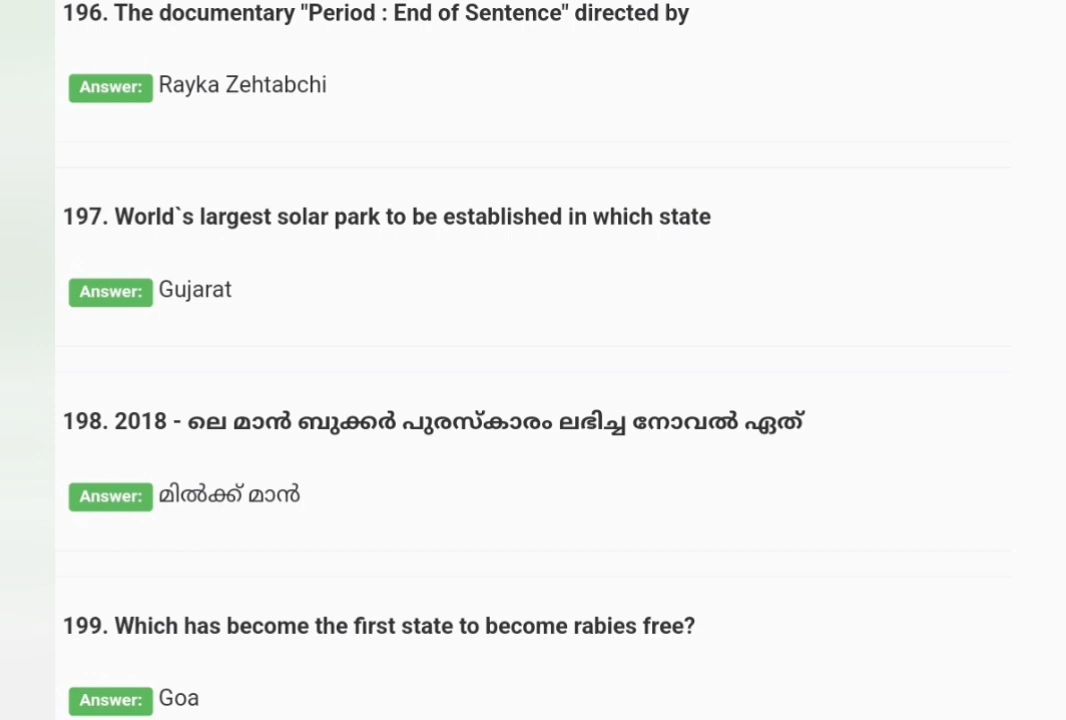 196. The documentary "Period : End of Sentence" directed by
Answer: Rayka Zehtabchi
197. World`s largest solar park to be established in which state
Answer: Gujarat
198. 2018 - ലെ മാൻ ബുക്കർ പുരസ്കാരം ലഭിച്ച നോവൽ ഏത്
Answer: മിൽക്ക് മാൻ
199. Which has become the first state to become rabies free?
Answer: Goa